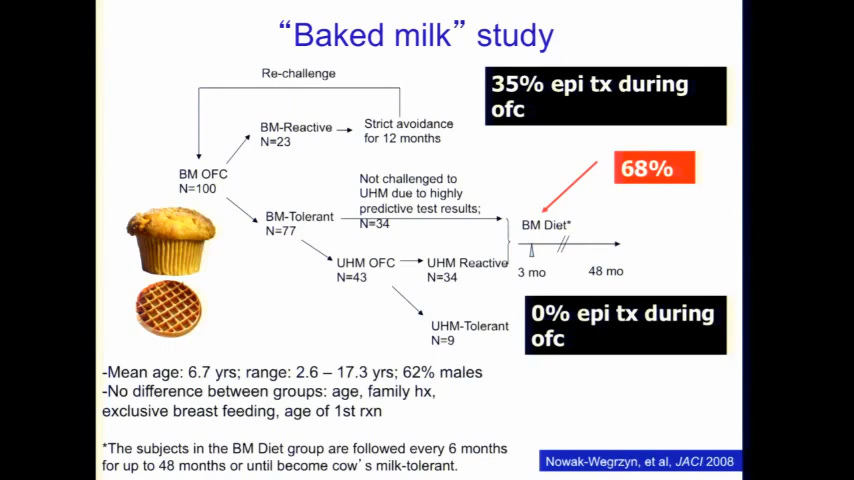 “Baked milk” study
Re-challenge
35% epi tx during
ofc
BM-Reactive
N=23
Strict avoidance
for 12 months
BM OFC
N=100
68%
Not challenged to
UHM due to highly
predictive test results;
N=34
BM-Tolerant
N=77
BM Diet*
UHM OFC
N=43
UHM Reactive
N=34
3 mo
48 mo
UHM-Tolerant
N=9
0% epi tx during
ofc
-Mean age: 6.7 yrs; range: 2.6 – 17.3 yrs; 62% males
-No difference between groups: age, family hx,
exclusive breast feeding, age of 1st rxn
*The subjects in the BM Diet group are followed every 6 months
for up to 48 months or until become cow’s milk-tolerant.
Nowak-Wegrzyn, et al, JACI 2008